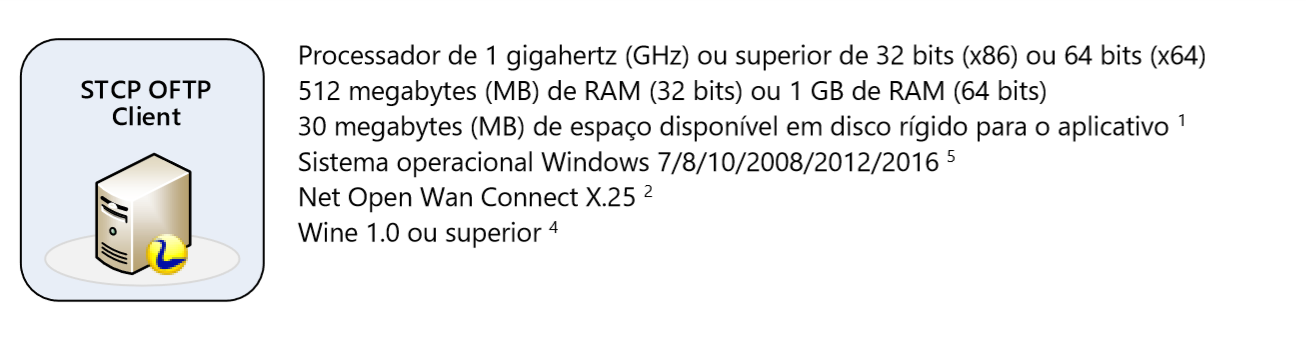 STCP OFTP
Client
Processador de 1 gigahertz (GHz) ou superior de 32 bits (x86) ou 64 bits (x64)
512 megabytes (MB) de RAM (32 bits) ou 1 GB de RAM (64 bits)
30 megabytes (MB) de espaço disponível em disco rígido para o aplicativo ¹
Sistema operacional Windows 7/8/10/2008/2012/2016 ⁵
Net Open Wan Connect X.25 ²
Wine 1.0 ou superior ⁴